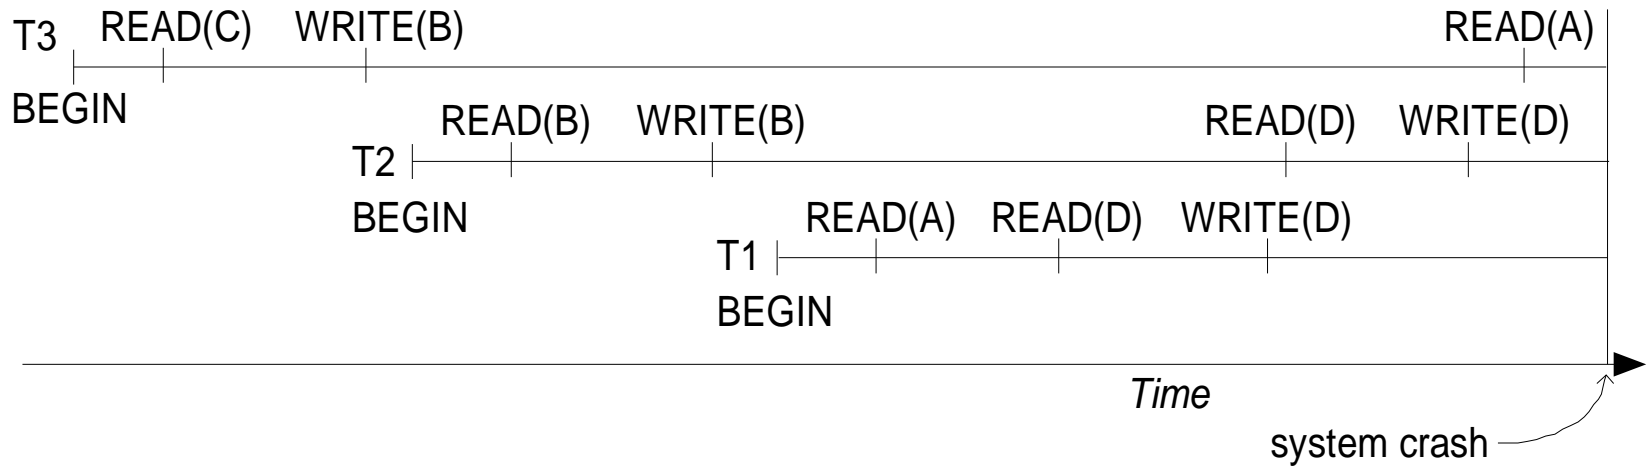 T3 READ(C) WRITE(B) READ(A)
BEGIN
READ(B) WRITE(B) READ(D) WRITE(D)
T2
BEGIN
READ(A) READ(D) WRITE(D)
T1
BEGIN
Time
system crash